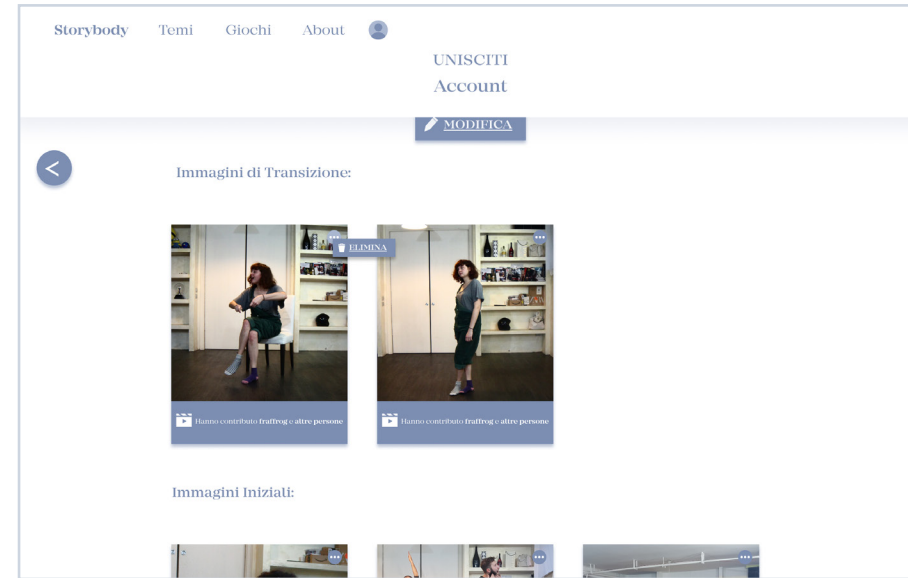 Storybody Temi Giochi About
UNISCITI
Account
MODIFICA
<
Immagini di Transizione:
ELIMINA
Hanno contribuito fraffrog e altre persone
Hanno contribuito fraffrog e altre persone
Immagini Iniziali: